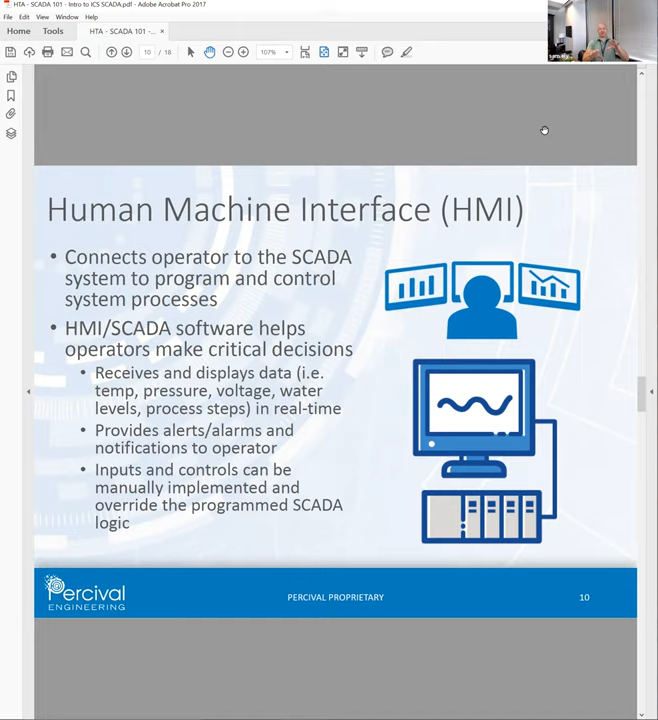 HTA - SCADA 101 - Intro to ICS SCADA.pdf - Adobe Acrobat Pro 2017
File Edit View Window Help
Home Tools HTA - SCADA 101 -... ×
10 / 18 107%
Human Machine Interface (HMI)
• Connects operator to the SCADA
system to program and control
system processes
• HMI/SCADA software helps
operators make critical decisions
• Receives and displays data (i.e.
temp, pressure, voltage, water
levels, process steps) in real-time
• Provides alerts/alarms and
notifications to operator
• Inputs and controls can be
manually implemented and
override the programmed SCADA
logic
Percival
ENGINEERING
PERCIVAL PROPRIETARY
10